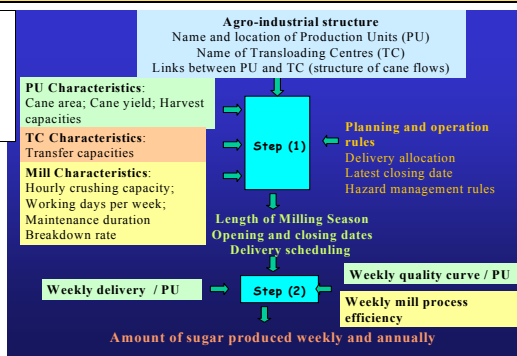 Agro-industrial structure
Name and location of Production Units (PU)
Name of Transloading Centres (TC)
Links between PU and TC (structure of cane flows)
PU Characteristics:
Cane area; Cane yield; Harvest
capacities
TC Characteristics:
Transfer capacities
Mill Characteristics:
Hourly crushing capacity;
Working days per week;
Maintenance duration
Breakdown rate
Step (1)
Planning and operation
rules
Delivery allocation
Latest closing date
Hazard management rules
Length of Milling Season
Opening and closing dates
Delivery scheduling
Weekly delivery / PU
Step (2)
Weekly quality curve / PU
Weekly mill process
efficiency
Amount of sugar produced weekly and annually